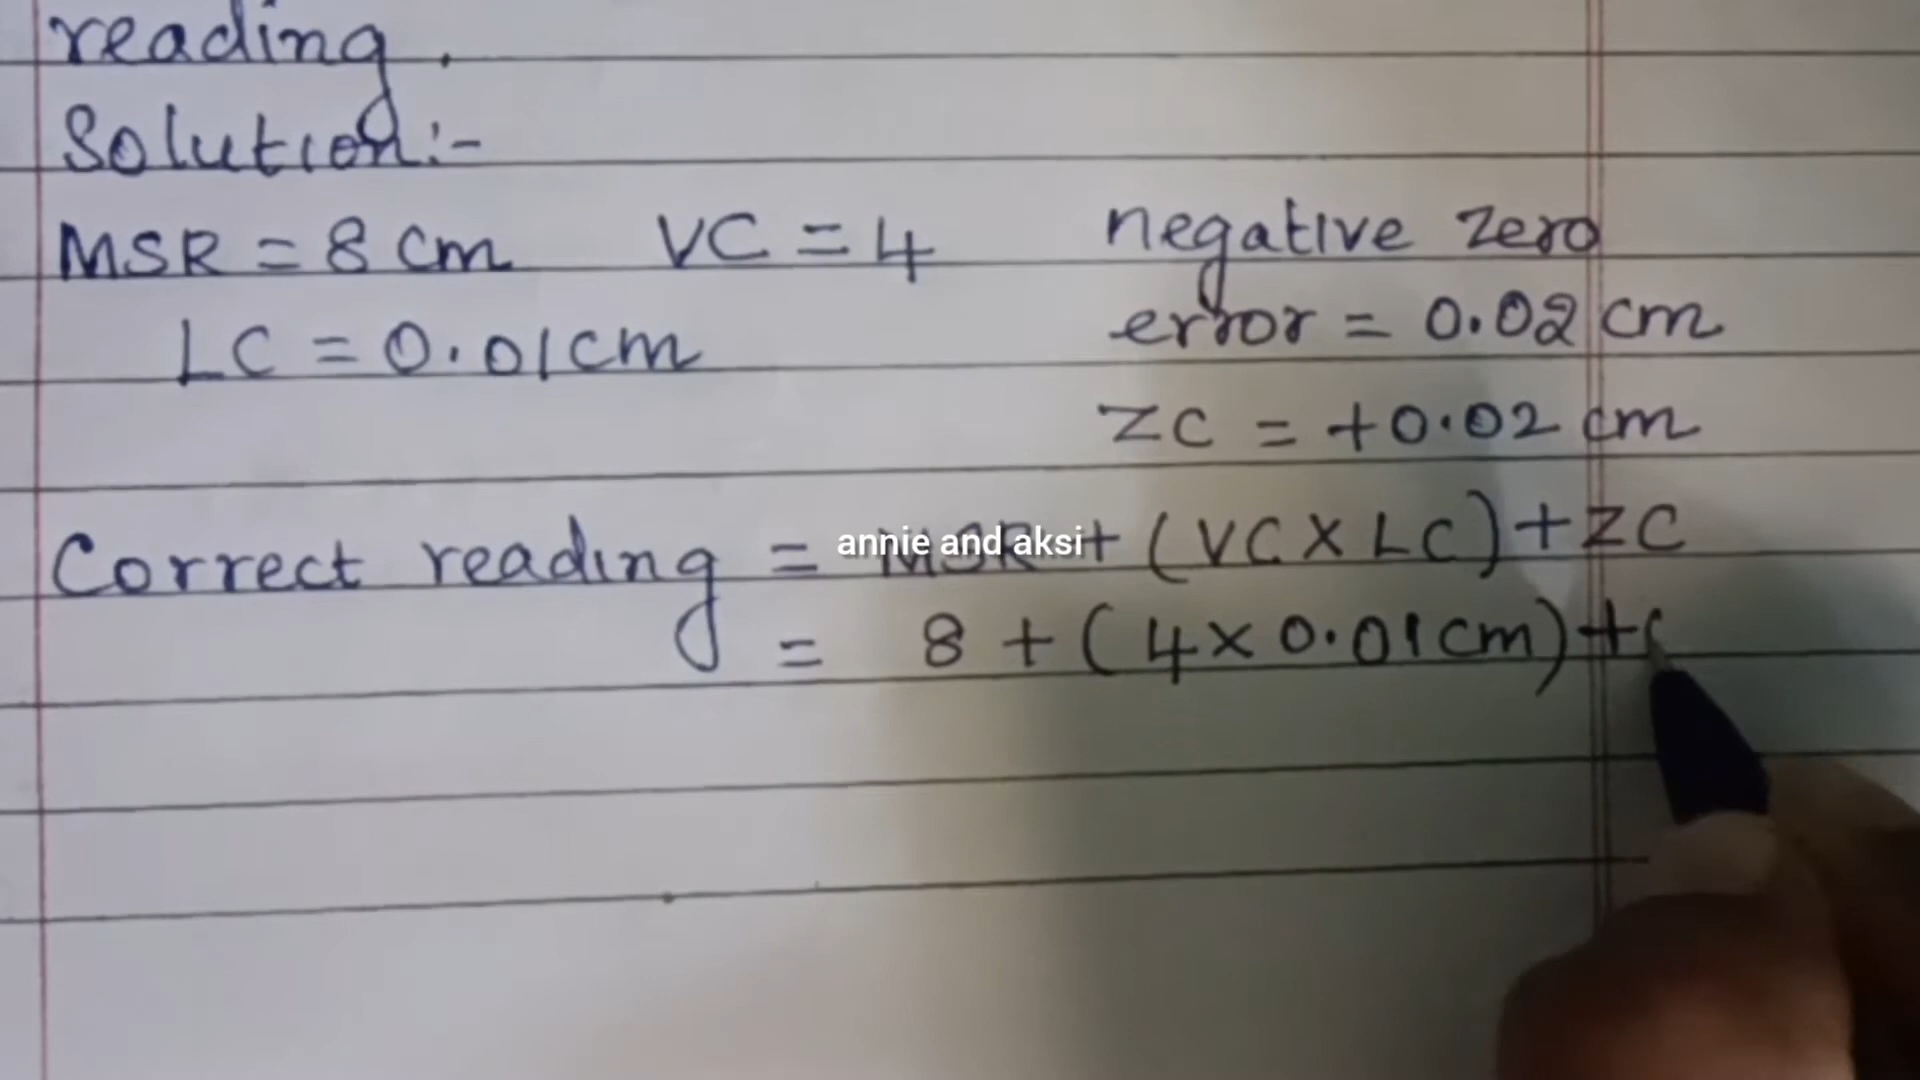 reading.
Solution:-
MSR = 8 cm VC = 4 negative zero
LC = 0.01cm error = 0.02 cm
ZC = +0.02 cm
Correct reading = MSR + (VC X LC) + ZC
annie and aksi
= 8 + (4 x 0.01cm) +